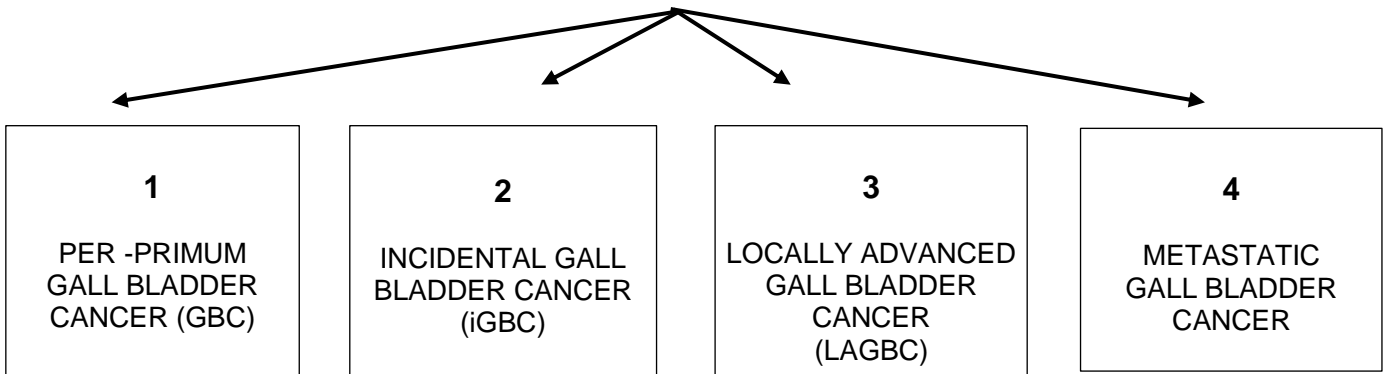 1
PER -PRIMUM
GALL BLADDER
CANCER (GBC)
2
INCIDENTAL GALL
BLADDER CANCER
(iGBC)
3
LOCALLY ADVANCED
GALL BLADDER
CANCER
(LAGBC)
4
METASTATIC
GALL BLADDER
CANCER